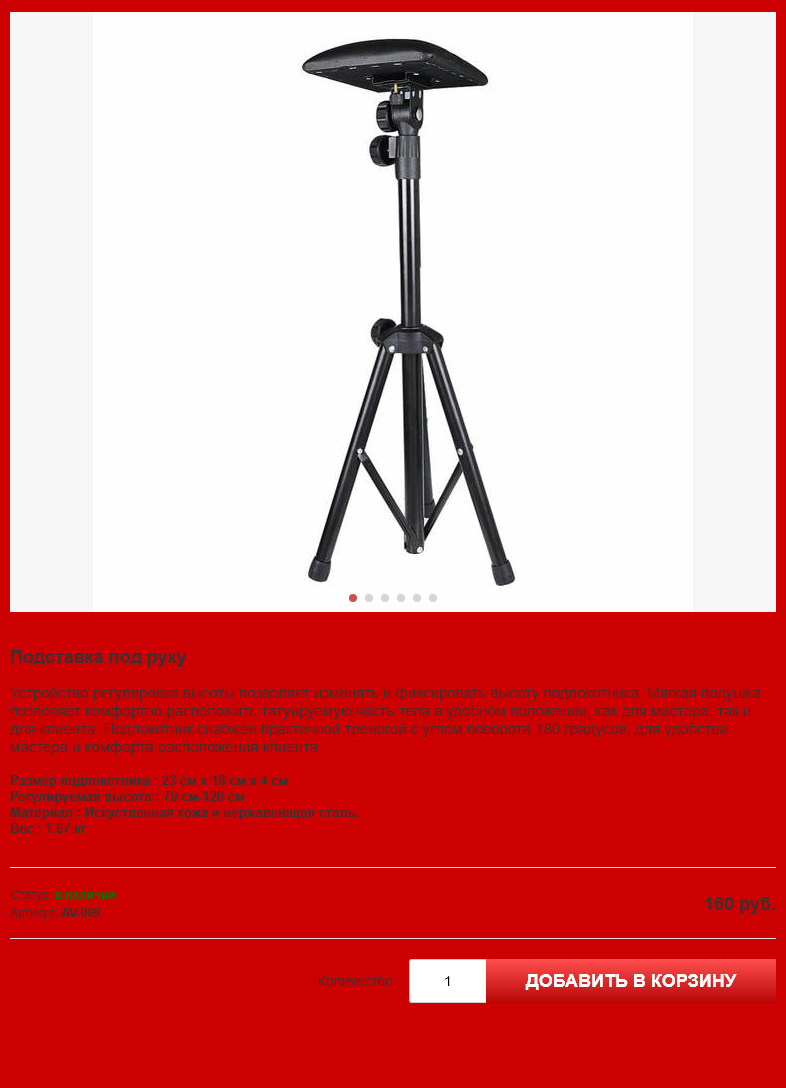 Подставка под руку
Устройство регулировки высоты позволяет изменять и фиксировать высоту подлокотника. Мягкая подушка
позволяет комфортно расположить татуируемую часть тела в удобном положении, как для мастера, так и
для клиента. Подлокотник снабжен практичной треногой с углом поворота 180 градусов, для удобства
мастера и комфорта расположения клиента.
Размер подлокотника : 23 см x 18 см x 4 см
Регулируемая высота : 70 см-120 см
Материал : Искуственная кожа и нержавеющая сталь.
Вес : 1.67 кг
Статус: в наличии
Артикул: AV-009
160 руб.
Количество: 1
ДОБАВИТЬ В КОРЗИНУ